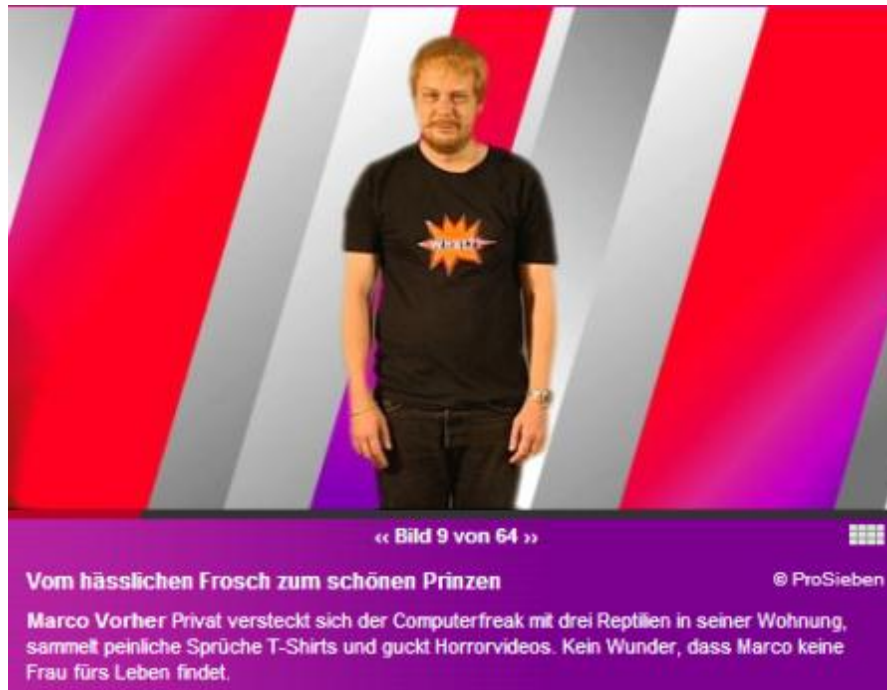 What?!
‹‹ Bild 9 von 64 ››
Vom hässlichen Frosch zum schönen Prinzen
© ProSieben
Marco Vorher Privat versteckt sich der Computerfreak mit drei Reptilien in seiner Wohnung,
sammelt peinliche Sprüche T-Shirts und guckt Horrorvideos. Kein Wunder, dass Marco keine
Frau fürs Leben findet.